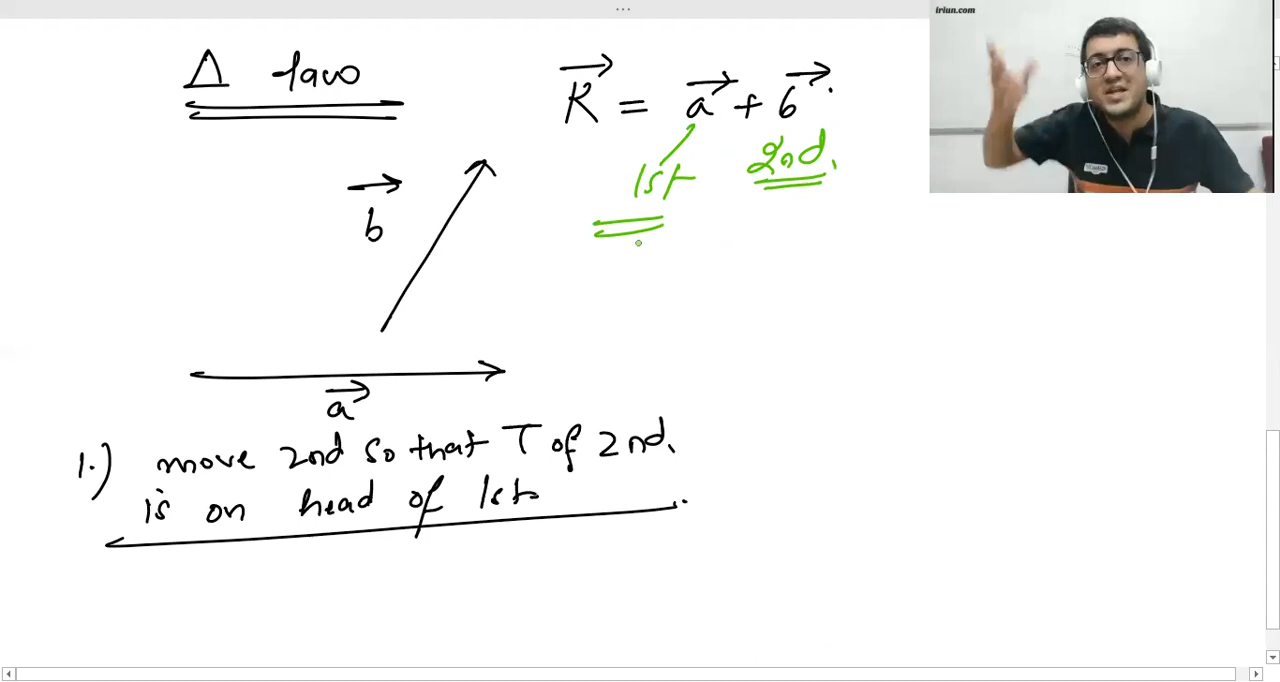 iriun.com
Δ law
R⃗ = a⃗ + b⃗.
1st 2nd.
b⃗
a⃗
1.) move 2nd so that T of 2nd.
is on head of 1st